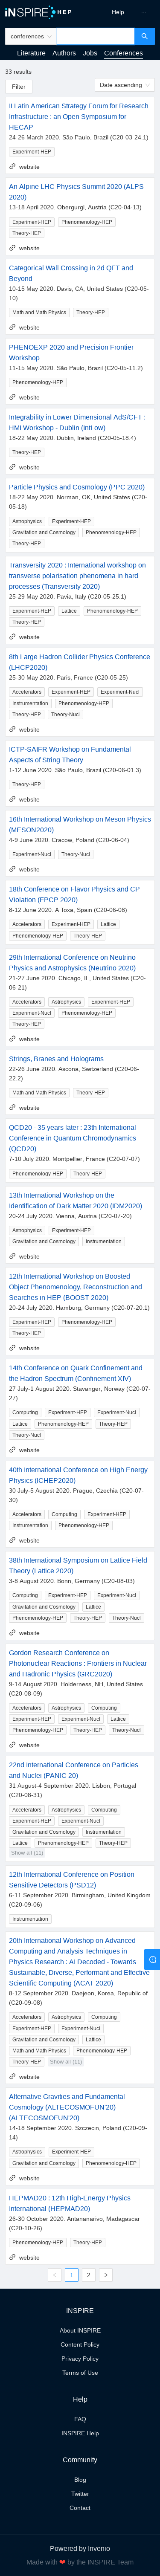 iNSPIRE HEP
Help
conferences
Literature Authors Jobs Conferences
33 results
Filter
Date ascending
II Latin American Strategy Forum for Research
Infrastructure : an Open Symposium for
HECAP
24-26 March 2020. São Paulo, Brazil (C20-03-24.1)
Experiment-HEP
website
An Alpine LHC Physics Summit 2020 (ALPS
2020)
13-18 April 2020. Obergurgl, Austria (C20-04-13)
Experiment-HEP Phenomenology-HEP
Theory-HEP
website
Categorical Wall Crossing in 2d QFT and
Beyond
10-15 May 2020. Davis, CA, United States (C20-05-
10)
Math and Math Physics Theory-HEP
website
PHENOEXP 2020 and Precision Frontier
Workshop
11-15 May 2020. São Paulo, Brazil (C20-05-11.2)
Phenomenology-HEP
website
Integrability in Lower Dimensional AdS/CFT :
HMI Workshop - Dublin (IntLow)
18-22 May 2020. Dublin, Ireland (C20-05-18.4)
Theory-HEP
website
Particle Physics and Cosmology (PPC 2020)
18-22 May 2020. Norman, OK, United States (C20-
05-18)
Astrophysics Experiment-HEP
Gravitation and Cosmology Phenomenology-HEP
Theory-HEP
Transversity 2020 : International workshop on
transverse polarisation phenomena in hard
processes (Transversity 2020)
25-29 May 2020. Pavia, Italy (C20-05-25.1)
Experiment-HEP Lattice Phenomenology-HEP
Theory-HEP
website
8th Large Hadron Collider Physics Conference
(LHCP2020)
25-30 May 2020. Paris, France (C20-05-25)
Accelerators Experiment-HEP Experiment-Nucl
Instrumentation Phenomenology-HEP
Theory-HEP Theory-Nucl
website
ICTP-SAIFR Workshop on Fundamental
Aspects of String Theory
1-12 June 2020. São Paulo, Brazil (C20-06-01.3)
Theory-HEP
website
16th International Workshop on Meson Physics
(MESON2020)
4-9 June 2020. Cracow, Poland (C20-06-04)
Experiment-Nucl Theory-Nucl
website
18th Conference on Flavor Physics and CP
Violation (FPCP 2020)
8-12 June 2020. A Toxa, Spain (C20-06-08)
Accelerators Experiment-HEP Lattice
Phenomenology-HEP Theory-HEP
29th International Conference on Neutrino
Physics and Astrophysics (Neutrino 2020)
21-27 June 2020. Chicago, IL, United States (C20-
06-21)
Accelerators Astrophysics Experiment-HEP
Experiment-Nucl Phenomenology-HEP
Theory-HEP
website
Strings, Branes and Holograms
22-26 June 2020. Ascona, Switzerland (C20-06-
22.2)
Math and Math Physics Theory-HEP
website
QCD20 - 35 years later : 23th International
Conference in Quantum Chromodynamics
(QCD20)
7-10 July 2020. Montpellier, France (C20-07-07)
Phenomenology-HEP Theory-HEP
13th International Workshop on the
Identification of Dark Matter 2020 (IDM2020)
20-24 July 2020. Vienna, Austria (C20-07-20)
Astrophysics Experiment-HEP
Gravitation and Cosmology Instrumentation
website
12th International Workshop on Boosted
Object Phenomenology, Reconstruction and
Searches in HEP (BOOST 2020)
20-24 July 2020. Hamburg, Germany (C20-07-20.1)
Experiment-HEP Phenomenology-HEP
Theory-HEP
website
14th Conference on Quark Confinement and
the Hadron Spectrum (Confinement XIV)
27 July-1 August 2020. Stavanger, Norway (C20-07-
27)
Computing Experiment-HEP Experiment-Nucl
Lattice Phenomenology-HEP Theory-HEP
Theory-Nucl
website
40th International Conference on High Energy
Physics (ICHEP2020)
30 July-5 August 2020. Prague, Czechia (C20-07-
30)
Accelerators Computing Experiment-HEP
Instrumentation Phenomenology-HEP
website
38th International Symposium on Lattice Field
Theory (Lattice 2020)
3-8 August 2020. Bonn, Germany (C20-08-03)
Computing Experiment-HEP Experiment-Nucl
Gravitation and Cosmology Lattice
Phenomenology-HEP Theory-HEP Theory-Nucl
website
Gordon Research Conference on
Photonuclear Reactions : Frontiers in Nuclear
and Hadronic Physics (GRC2020)
9-14 August 2020. Holderness, NH, United States
(C20-08-09)
Accelerators Astrophysics Computing
Experiment-HEP Experiment-Nucl Lattice
Phenomenology-HEP Theory-HEP Theory-Nucl
website
22nd International Conference on Particles
and Nuclei (PANIC 20)
31 August-4 September 2020. Lisbon, Portugal
(C20-08-31)
Accelerators Astrophysics Computing
Experiment-HEP Experiment-Nucl
Gravitation and Cosmology Instrumentation
Lattice Phenomenology-HEP Theory-HEP
Show all (11)
12th International Conference on Position
Sensitive Detectors (PSD12)
6-11 September 2020. Birmingham, United Kingdom
(C20-09-06)
Instrumentation
20th International Workshop on Advanced
Computing and Analysis Techniques in
Physics Research : AI Decoded - Towards
Sustainable, Diverse, Performant and Effective
Scientific Computing (ACAT 2020)
8-12 September 2020. Daejeon, Korea, Republic of
(C20-09-08)
Accelerators Astrophysics Computing
Experiment-HEP Experiment-Nucl
Gravitation and Cosmology Lattice
Math and Math Physics Phenomenology-HEP
Theory-HEP Show all (11)
website
Alternative Gravities and Fundamental
Cosmology (ALTECOSMOFUN'20)
(ALTECOSMOFUN'20)
14-18 September 2020. Szczecin, Poland (C20-09-
14)
Astrophysics Experiment-HEP
Gravitation and Cosmology Phenomenology-HEP
website
HEPMAD20 : 12th High-Energy Physics
International (HEPMAD20)
26-30 October 2020. Antananarivo, Madagascar
(C20-10-26)
Phenomenology-HEP Theory-HEP
website
1 2
INSPIRE
About INSPIRE
Content Policy
Privacy Policy
Terms of Use
Help
FAQ
INSPIRE Help
Community
Blog
Twitter
Contact
Powered by Invenio
Made with ❤ by the INSPIRE Team